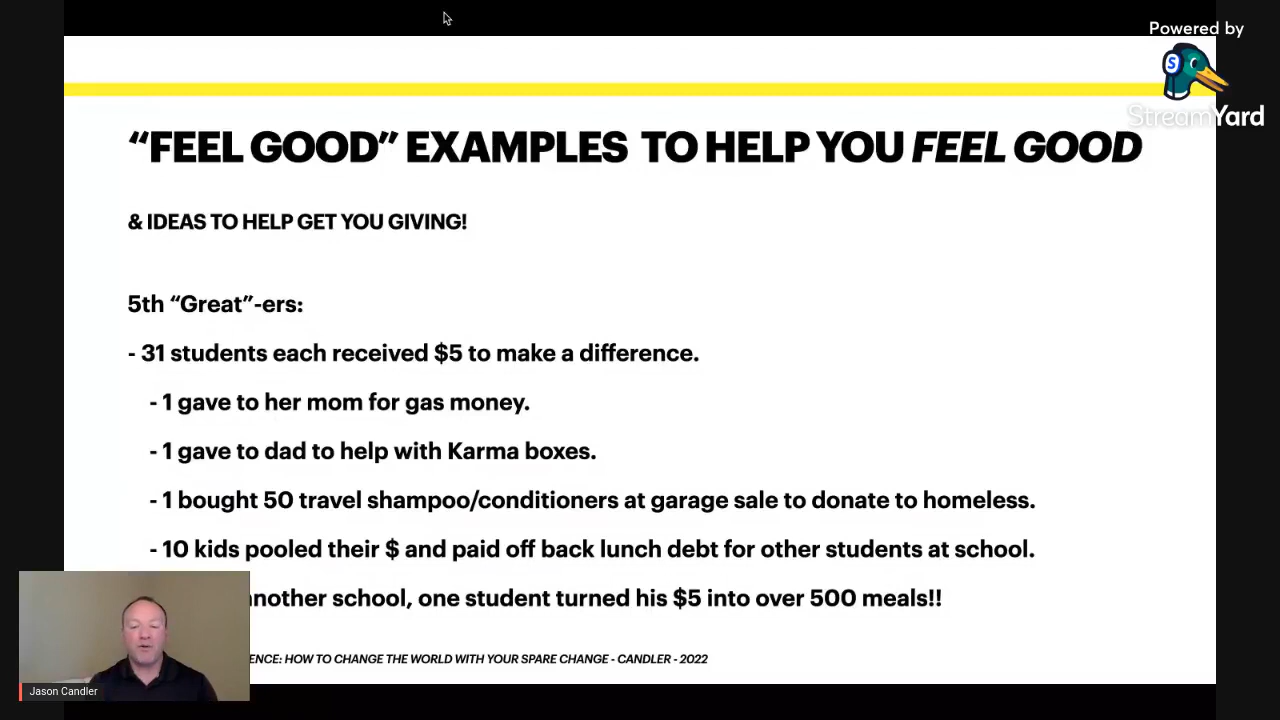 Powered by
StreamYard
“FEEL GOOD” EXAMPLES TO HELP YOU FEEL GOOD
& IDEAS TO HELP GET YOU GIVING!
5th “Great”-ers:
- 31 students each received $5 to make a difference.
- 1 gave to her mom for gas money.
- 1 gave to dad to help with Karma boxes.
- 1 bought 50 travel shampoo/conditioners at garage sale to donate to homeless.
- 10 kids pooled their $ and paid off back lunch debt for other students at school.
another school, one student turned his $5 into over 500 meals!!
ENCE: HOW TO CHANGE THE WORLD WITH YOUR SPARE CHANGE - CANDLER - 2022
Jason Candler